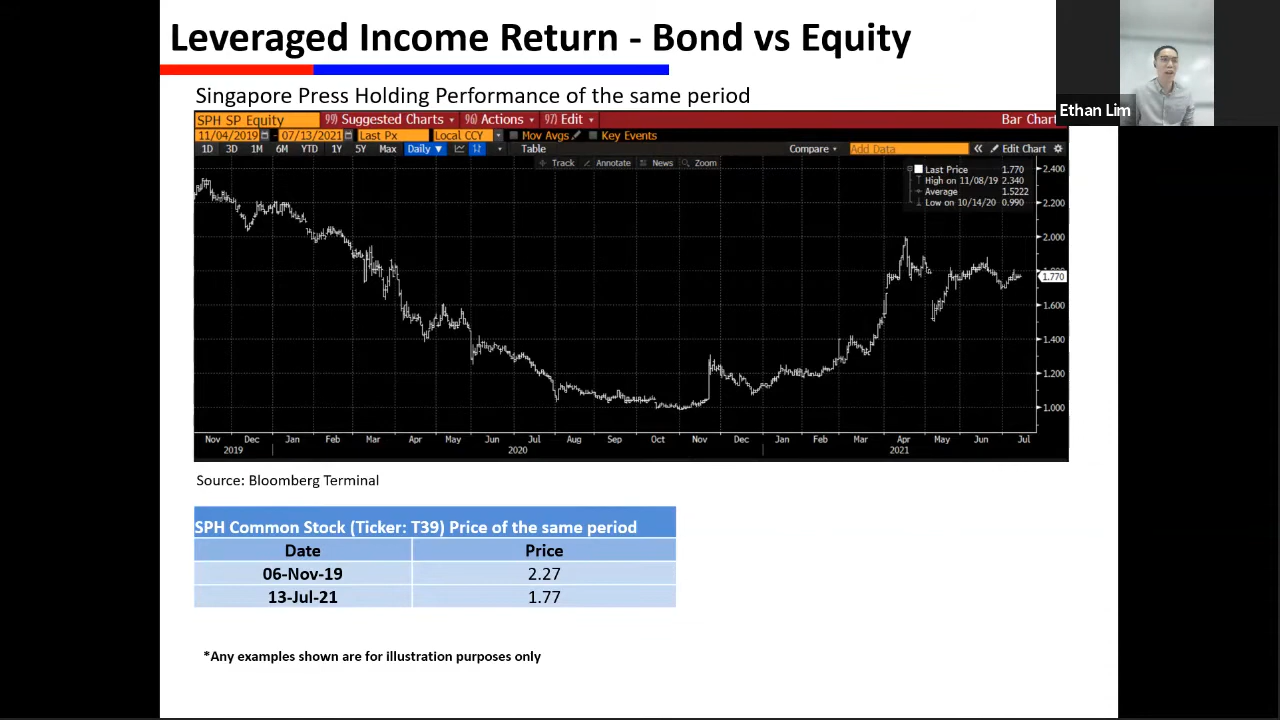 Leveraged Income Return - Bond vs Equity
Ethan Lim
Singapore Press Holding Performance of the same period
SPH SP Equity 99) Suggested Charts 96) Actions 97) Edit Bar Chart
11/04/2019 - 07/13/2021 Last Px Local CCY Mov Avgs Key Events
1D 3D 1M 6M YTD 1Y 5Y Max Daily ▼ Table Compare Add Data « Edit Chart
Track Annotate News Zoom
Last Price 1.770
High on 11/08/19 2.340
Average 1.5222
Low on 10/14/20 0.990
2.400
2.200
2.000
1.770
1.600
1.400
1.200
1.000
Nov Dec Jan Feb Mar Apr May Jun Jul Aug Sep Oct Nov Dec Jan Feb Mar Apr May Jun Jul
2019 2020 2021
Source: Bloomberg Terminal
SPH Common Stock (Ticker: T39) Price of the same period
Date Price
06-Nov-19 2.27
13-Jul-21 1.77
*Any examples shown are for illustration purposes only